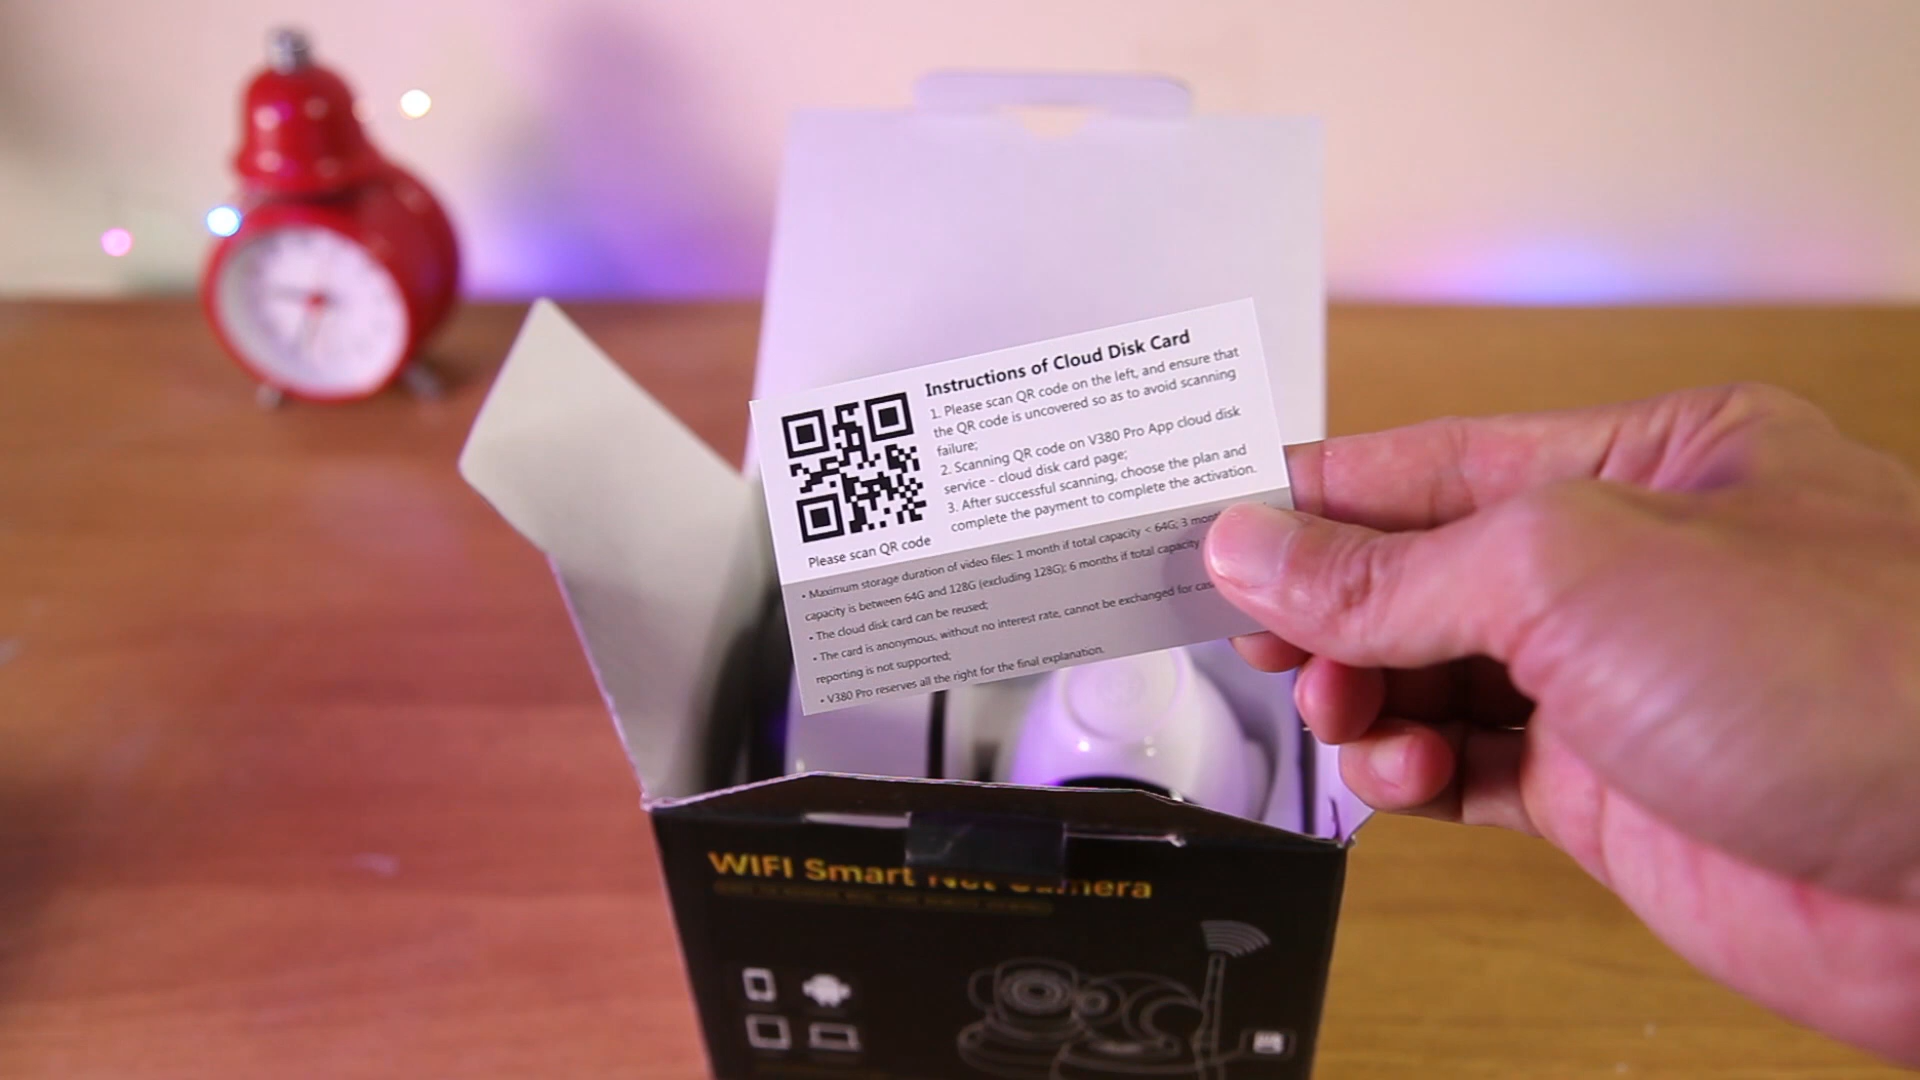 Instructions of Cloud Disk Card
1. Please scan QR code on the left, and ensure that
the QR code is uncovered so as to avoid scanning
failure;
2. Scanning QR code on V380 Pro App cloud disk
service - cloud disk card page;
3. After successful scanning, choose the plan and
complete the payment to complete the activation.
Please scan QR code
• Maximum storage duration of video files: 1 month if total capacity < 64G; 3
capacity is between 64G and 128G (excluding 128G); 6 months if total capacity
• The cloud disk card can be reused;
• The card is anonymous, without no interest rate, cannot be exchanged for
reporting is not supported;
• V380 Pro reserves all the right for the final explanation.
WIFI Smart Net Camera